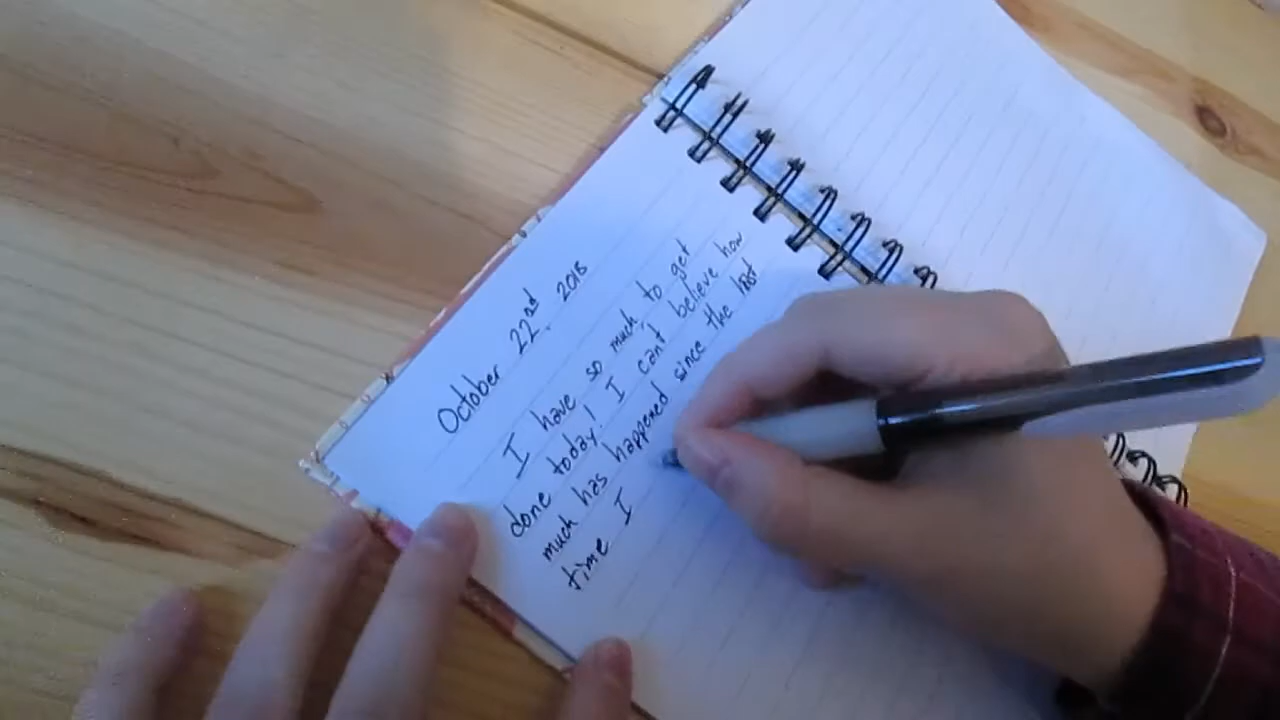 October 22nd, 2018
I have so much to get
done today! I can't believe how
much has happened since the last
time I